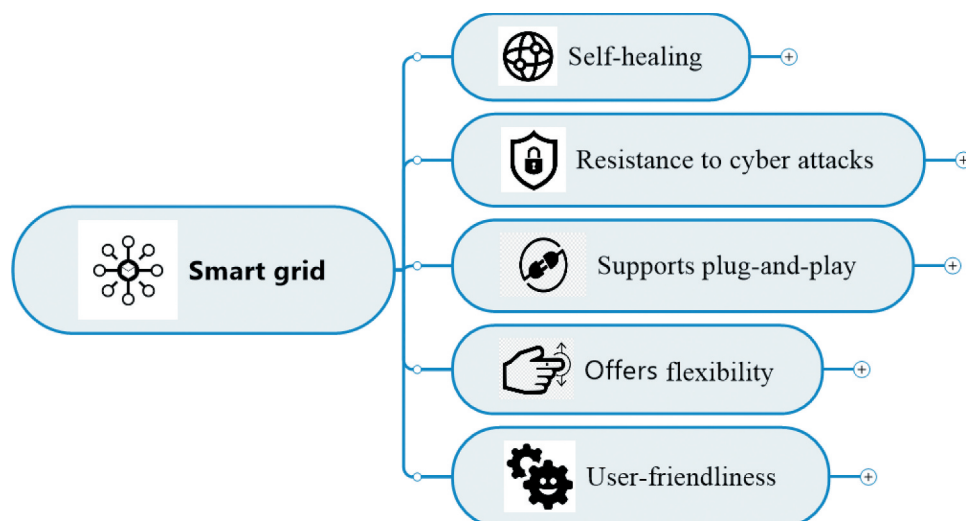 Self-healing
Resistance to cyber attacks
Smart grid
Supports plug-and-play
Offers flexibility
User-friendliness